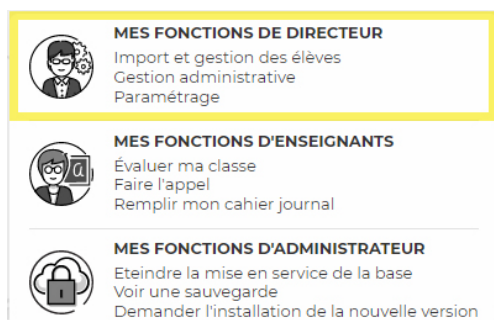 MES FONCTIONS DE DIRECTEUR
Import et gestion des élèves
Gestion administrative
Paramétrage
MES FONCTIONS D'ENSEIGNANTS
Évaluer ma classe
Faire l'appel
Remplir mon cahier journal
MES FONCTIONS D'ADMINISTRATEUR
Eteindre la mise en service de la base
Voir une sauvegarde
Demander l'installation de la nouvelle version